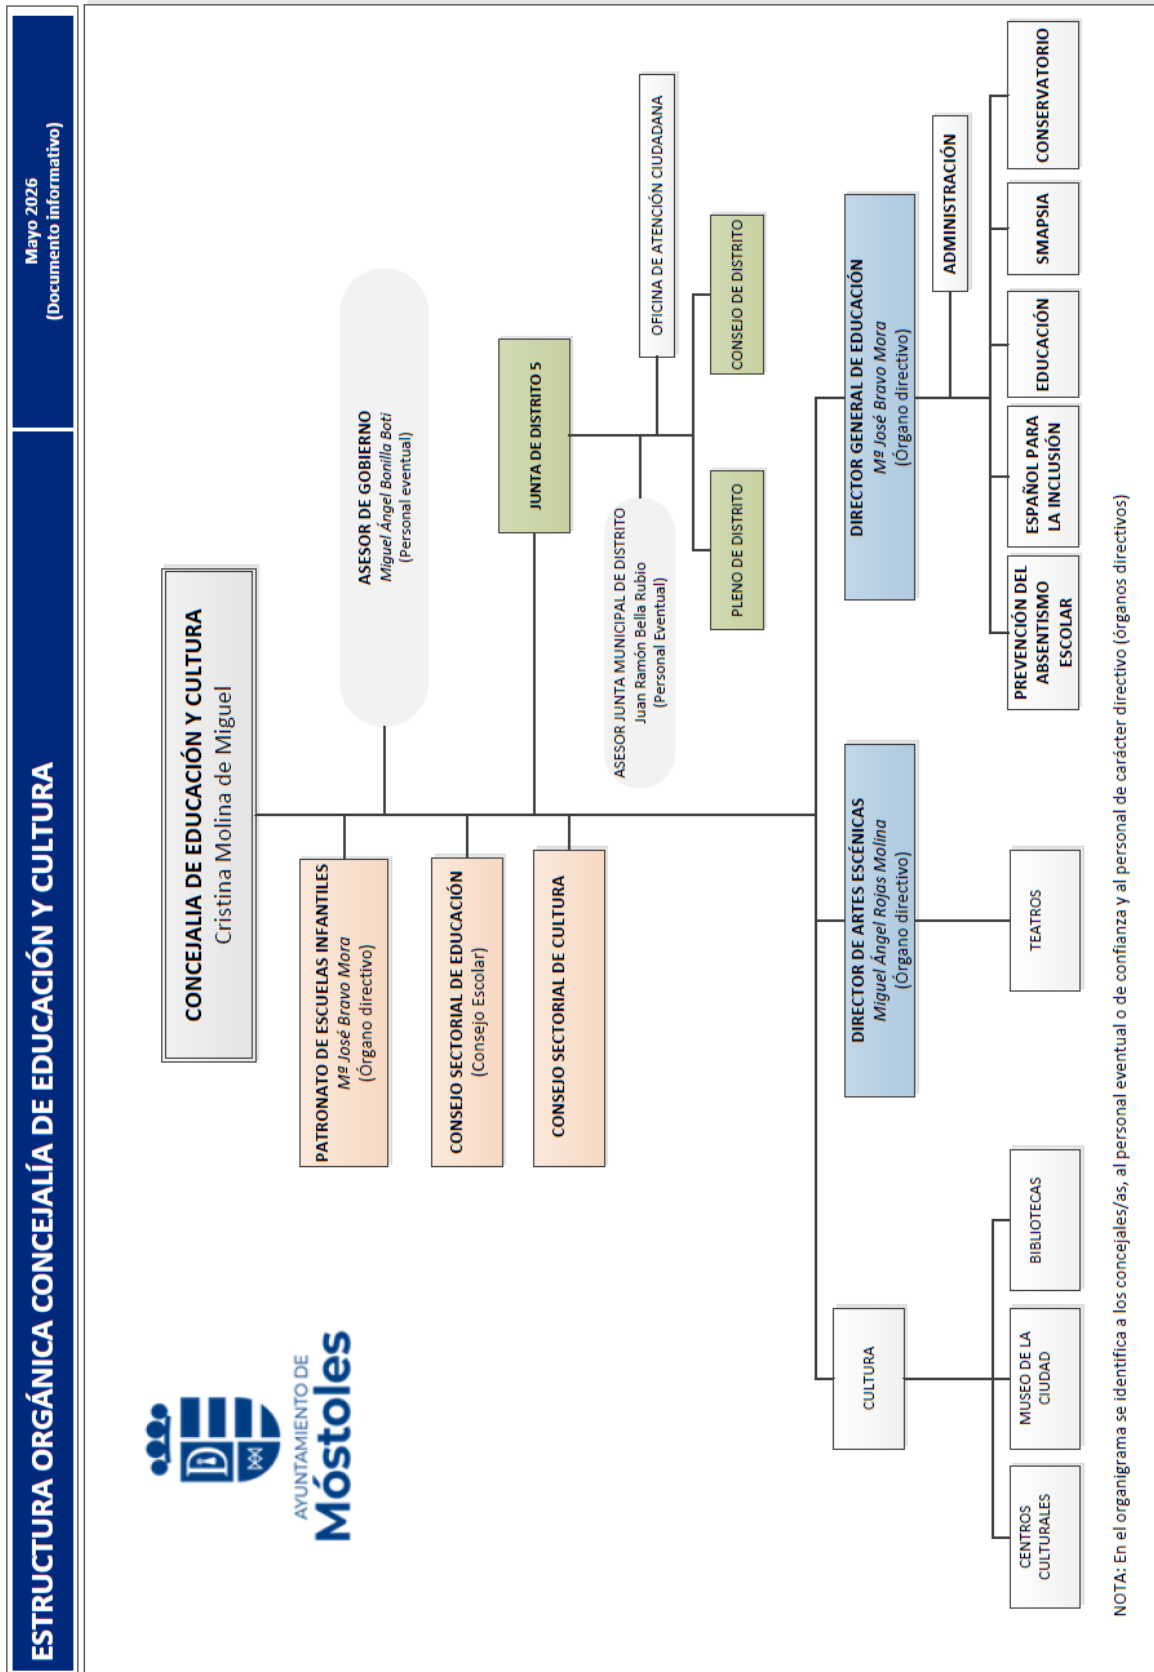 ESTRUCTURA ORGÁNICA CONCEJALÍA DE EDUCACIÓN Y CULTURA
Mayo 2026
(Documento informativo)
AYUNTAMIENTO DE
Móstoles
CONCEJALIA DE EDUCACIÓN Y CULTURA
Cristina Molina de Miguel
PATRONATO DE ESCUELAS INFANTILES
Mª José Bravo Mora
(Órgano directivo)
ASESOR DE GOBIERNO
Miguel Ángel Bonilla Boti
(Personal eventual)
CONSEJO SECTORIAL DE EDUCACIÓN
(Consejo Escolar)
CONSEJO SECTORIAL DE CULTURA
JUNTA DE DISTRITO 5
ASESOR JUNTA MUNICIPAL DE DISTRITO
Juan Ramón Bella Rubio
(Personal Eventual)
OFICINA DE ATENCIÓN CIUDADANA
PLENO DE DISTRITO
CONSEJO DE DISTRITO
CULTURA
DIRECTOR DE ARTES ESCÉNICAS
Miguel Ángel Rojas Molina
(Órgano directivo)
DIRECTOR GENERAL DE EDUCACIÓN
Mª José Bravo Mora
(Órgano directivo)
ADMINISTRACIÓN
CENTROS
CULTURALES
MUSEO DE LA
CIUDAD
BIBLIOTECAS
TEATROS
PREVENCIÓN DEL
ABSENTISMO
ESCOLAR
ESPAÑOL PARA
LA INCLUSIÓN
EDUCACIÓN
SMAPSIA
CONSERVATORIO
NOTA: En el organigrama se identifica a los concejales/as, al personal eventual o de confianza y al personal de carácter directivo (órganos directivos)